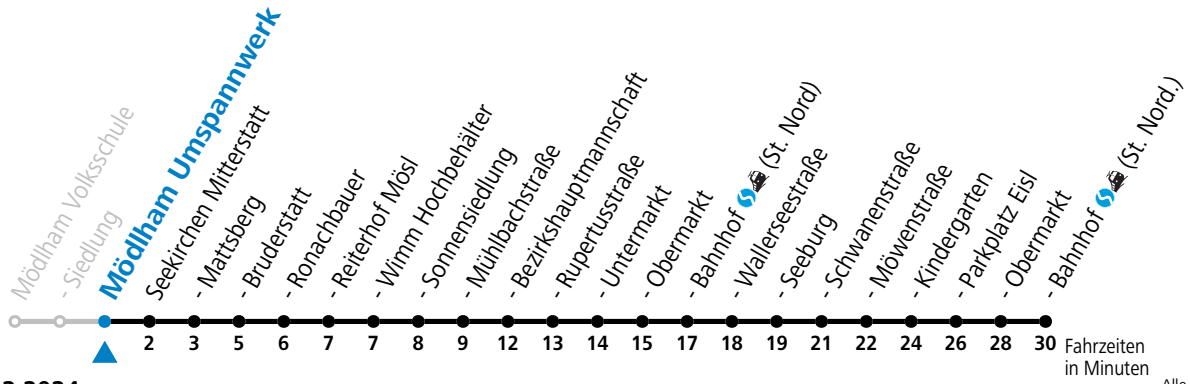 Mödlham Volksschule
- Siedlung
Mödlham Umspannwerk
Seekirchen Mitterstatt
- Mattsberg
- Bruderstatt
- Ronachbauer
- Reiterhof Mösl
- Wimm Hochbehälter
- Sonnensiedlung
- Mühlbachstraße
- Bezirkshauptmannschaft
- Rupertusstraße
- Untermarkt
- Obermarkt
- Bahnhof S (St. Nord)
- Wallerseestraße
- Seeburg
- Schwanenstraße
- Möwenstraße
- Kindergarten
- Parkplatz Eisl
- Obermarkt
- Bahnhof S (St. Nord.)
2 3 5 6 7 7 8 9 12 13 14 15 17 18 19 21 22 24 26 28 30
Fahrzeiten
in Minuten